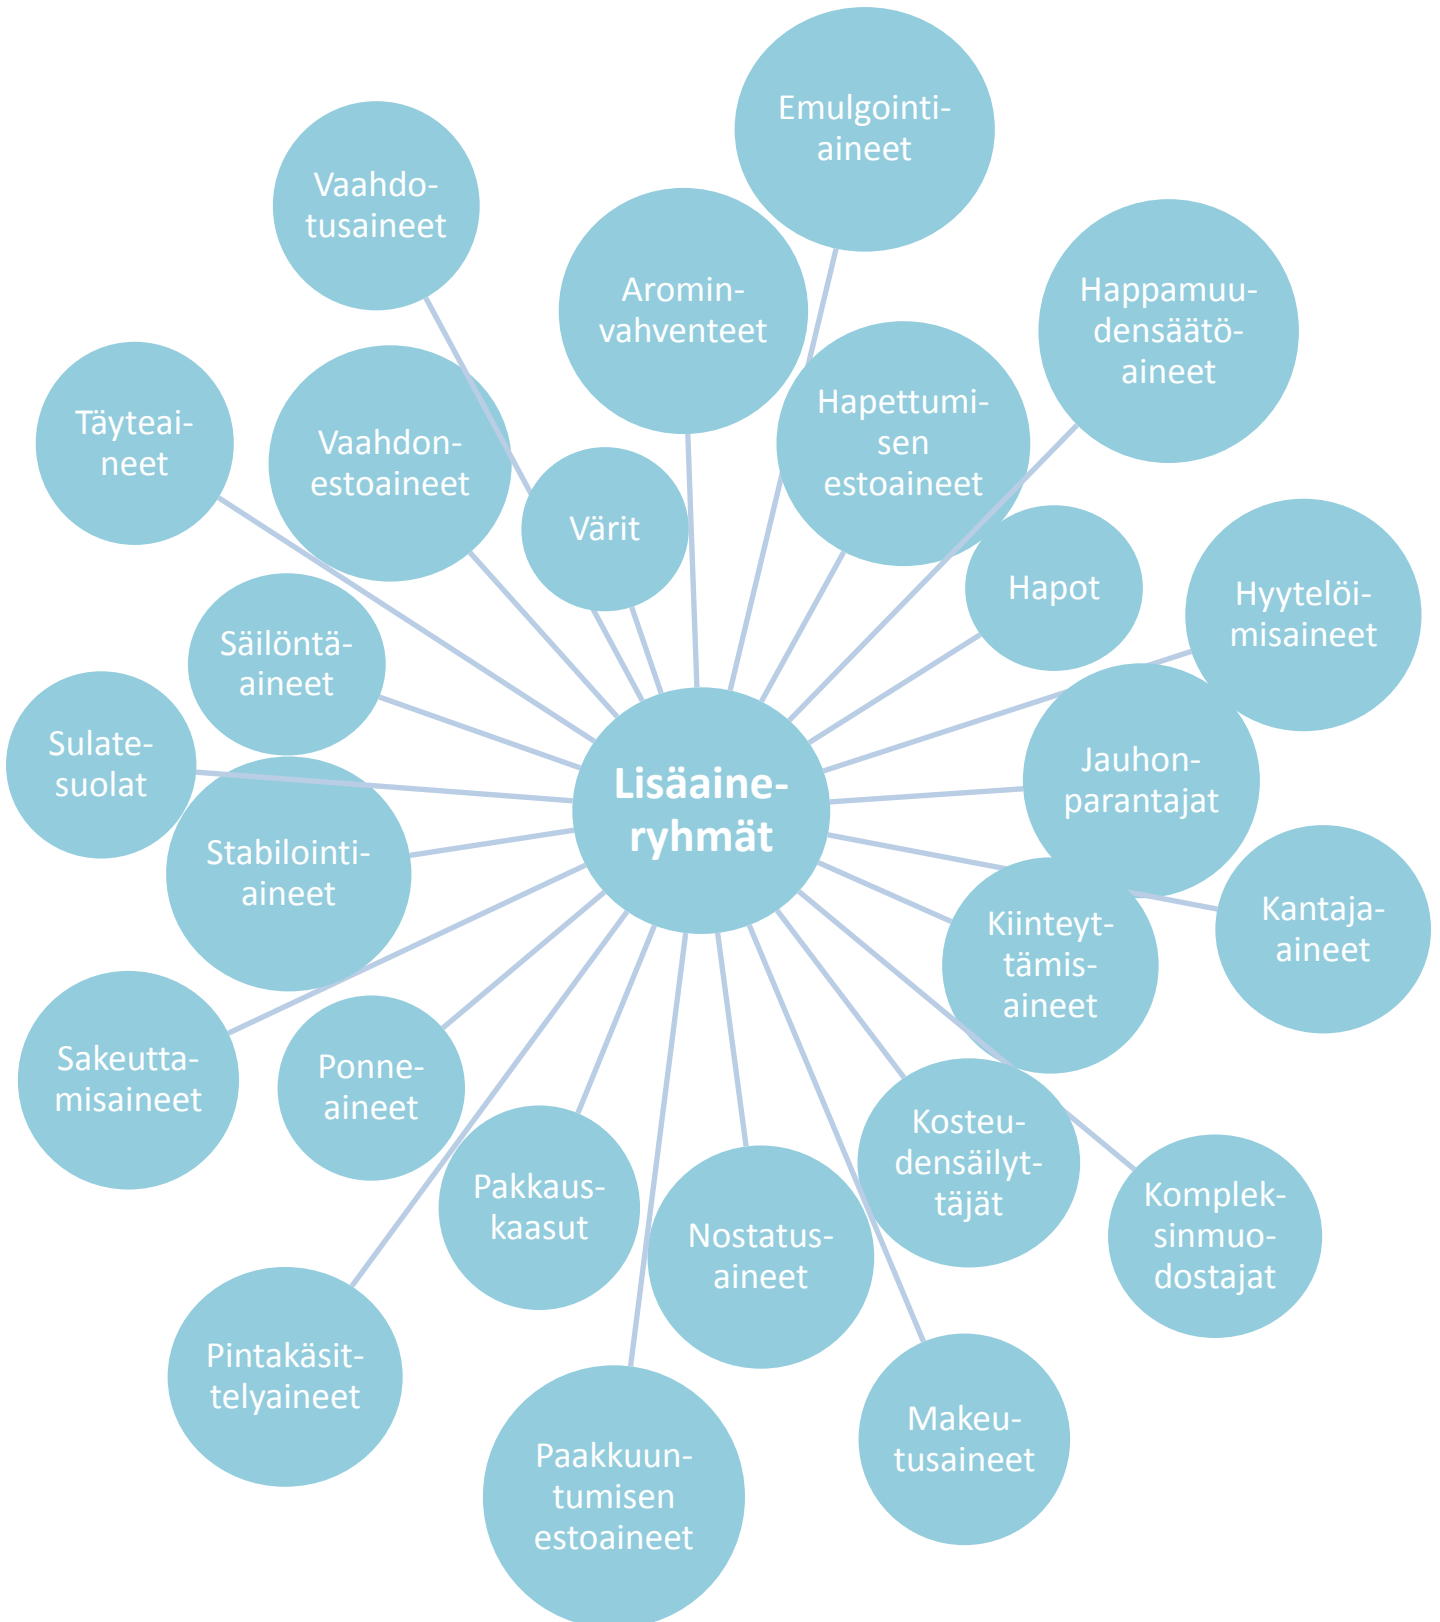 Emulgointi-
aineet
Vaahdo-
tusaineet
Aromin-
vahventeet
Happamuu-
densäätö-
aineet
Hapettumi-
sen
estoaineet
Täyteai-
neet
Vaahdon-
estoaineet
Värit
Hapot
Hyytelöi-
misaineet
Säilöntä-
aineet
Sulate-
suolat
Lisäaine-
ryhmät
Jauhon-
parantajat
Stabilointi-
aineet
Kiinteyt-
tämis-
aineet
Kantaja-
aineet
Sakeutta-
misaineet
Ponne-
aineet
Kosteu-
densäilyt-
täjät
Pakkaus-
kaasut
Nostatus-
aineet
Komplek-
sinmuo-
dostajat
Pintakäsit-
telyaineet
Makeu-
tusaineet
Paakkuun-
tumisen
estoaineet